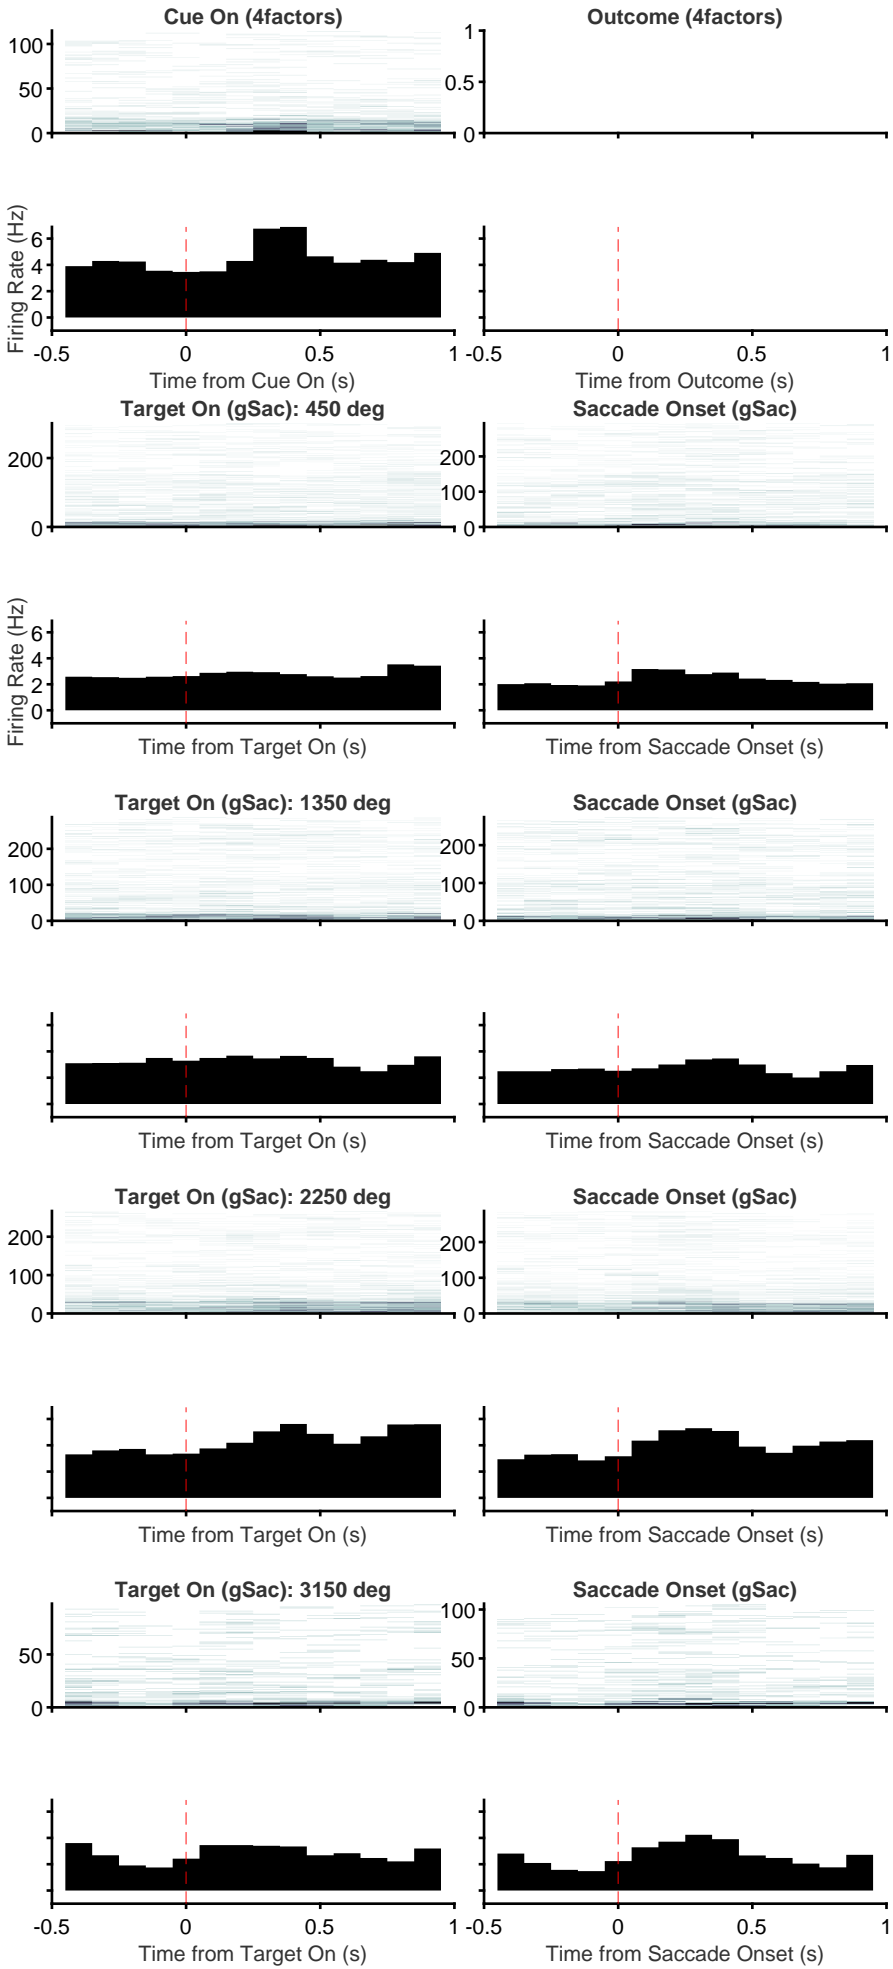 Cue On (4factors) Outcome (4factors)
100
50
0
1
0.5
0
Firing Rate (Hz)
6
4
2
0
-0.5 0 0.5 1
-0.5 0 0.5 1
Time from Cue On (s) Time from Outcome (s)
Target On (gSac): 450 deg Saccade Onset (gSac)
200
0
200
100
0
Firing Rate (Hz)
6
4
2
0
Time from Target On (s) Time from Saccade Onset (s)
Target On (gSac): 1350 deg Saccade Onset (gSac)
200
100
0
200
100
0
Time from Target On (s) Time from Saccade Onset (s)
Target On (gSac): 2250 deg Saccade Onset (gSac)
200
100
0
200
100
0
Time from Target On (s) Time from Saccade Onset (s)
Target On (gSac): 3150 deg Saccade Onset (gSac)
50
0
100
50
0
-0.5 0 0.5 1
-0.5 0 0.5 1
Time from Target On (s) Time from Saccade Onset (s)